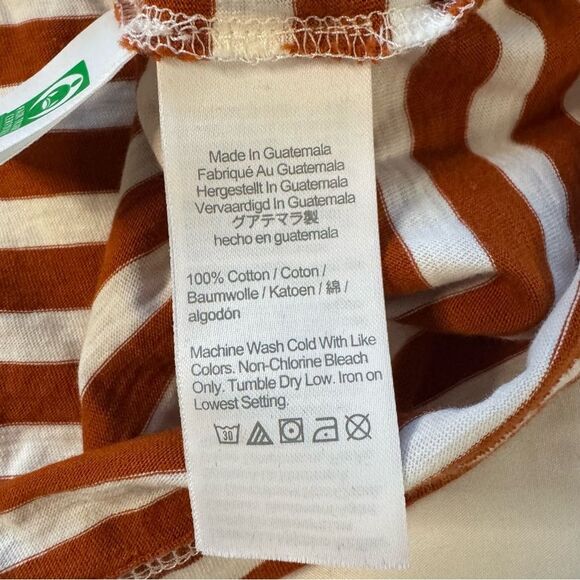 Made In Guatemala
Fabriqué Au Guatemala
Hergestellt In Guatemala
Vervaardigd In Guatemala
グアテマラ製
hecho en guatemala
100% Cotton / Coton /
Baumwolle / Katoen / 綿 /
algodón
Machine Wash Cold With Like
Colors. Non-Chlorine Bleach
Only. Tumble Dry Low. Iron on
Lowest Setting.
30